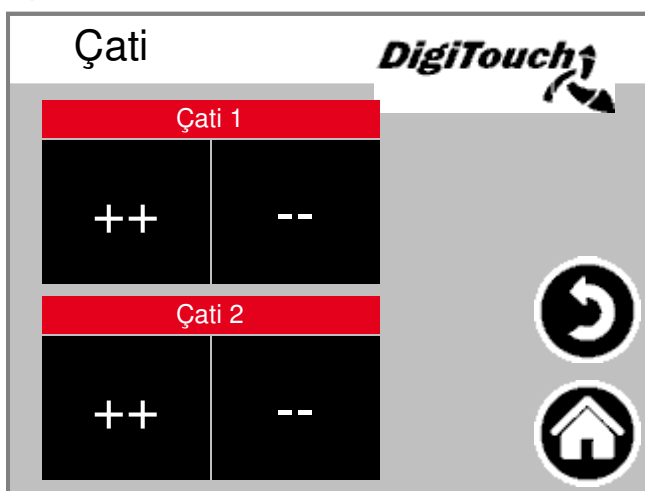 Çati
DigiTouch
Çati 1
++ --
Çati 2
++ --